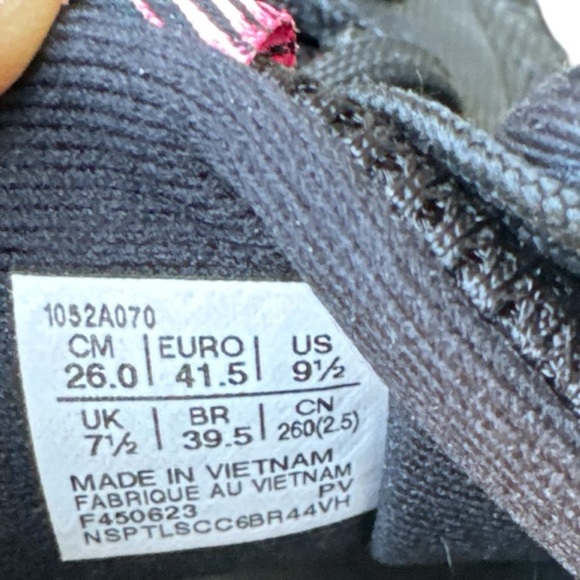 1052A070
CM | EURO | US
26.0 | 41.5 | 9½
UK | BR | CN
7½ | 39.5 | 260(2.5)
MADE IN VIETNAM
FABRIQUE AU VIETNAM
F450623 PV
NSPTLSCC6BR44VH